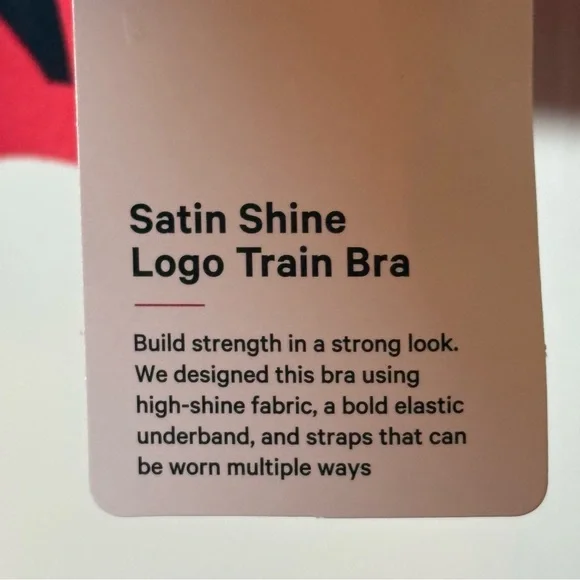 Satin Shine
Logo Train Bra
Build strength in a strong look.
We designed this bra using
high-shine fabric, a bold elastic
underband, and straps that can
be worn multiple ways